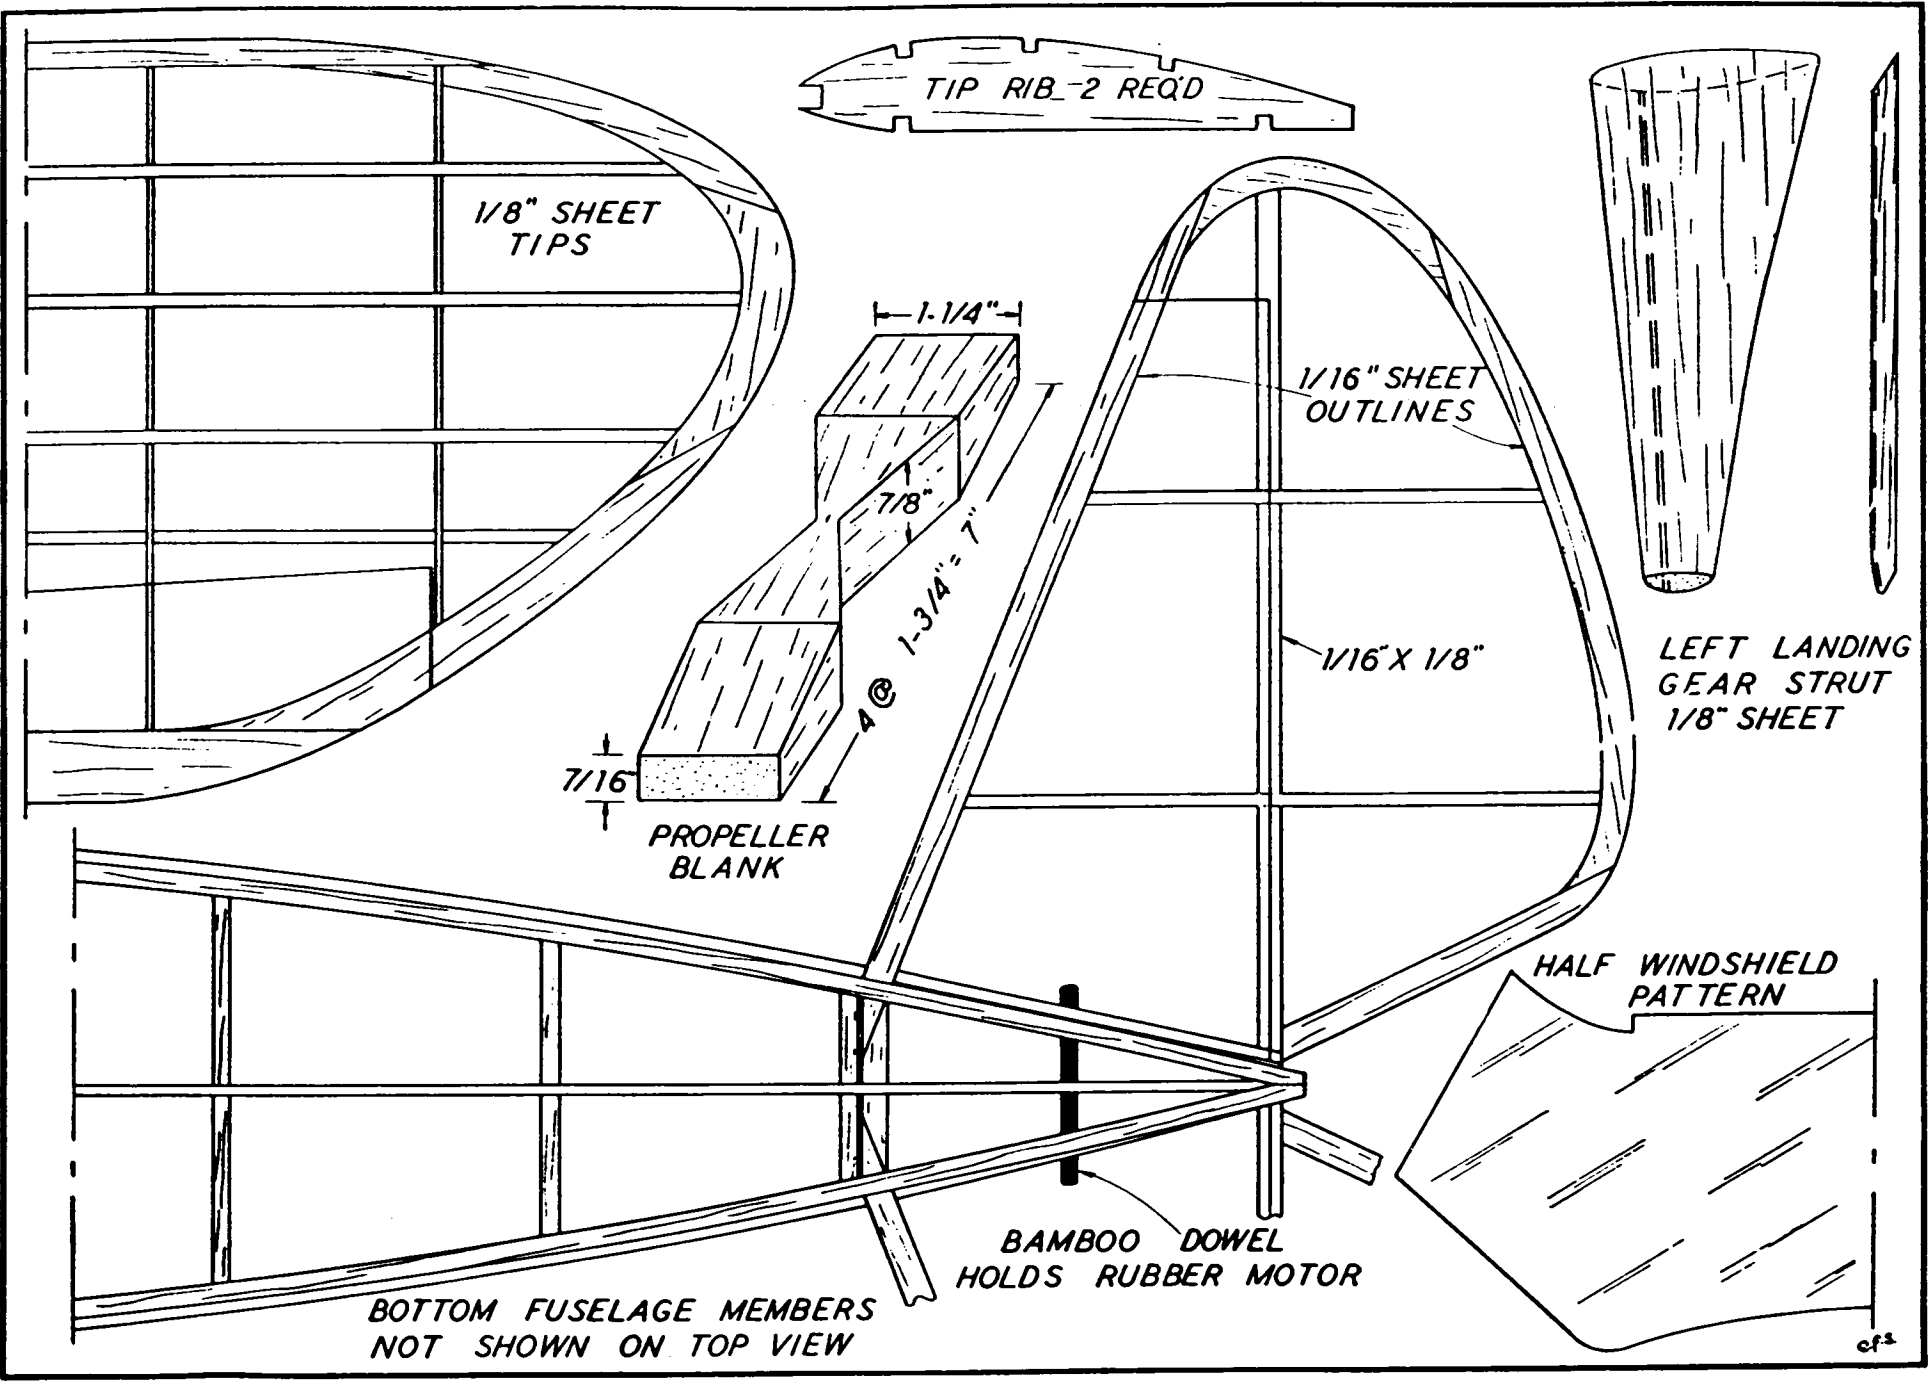 TIP RIB - 2 REQ'D
1/8" SHEET
TIPS
1-1/4"
7/8"
4 @ 1-3/4" = 7"
7/16
PROPELLER
BLANK
1/16" SHEET
OUTLINES
1/16" X 1/8"
LEFT LANDING
GEAR STRUT
1/8" SHEET
HALF WINDSHIELD
PATTERN
BAMBOO DOWEL
HOLDS RUBBER MOTOR
BOTTOM FUSELAGE MEMBERS
NOT SHOWN ON TOP VIEW